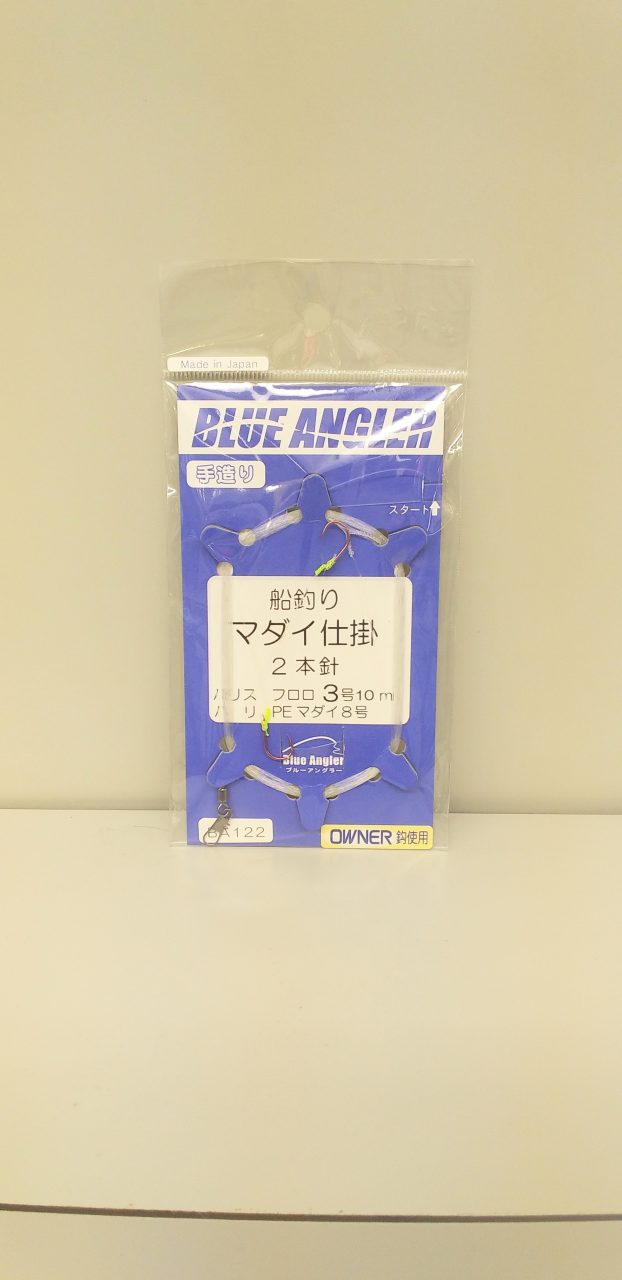 Made in Japan
BLUE ANGLER
手造り
スタート
船釣り
マダイ仕掛
2本針
ハリス フロロ 3号10m
ハリ PEマダイ8号
Blue Angler
ブルーアングラー
BA122
OWNER 鈎使用